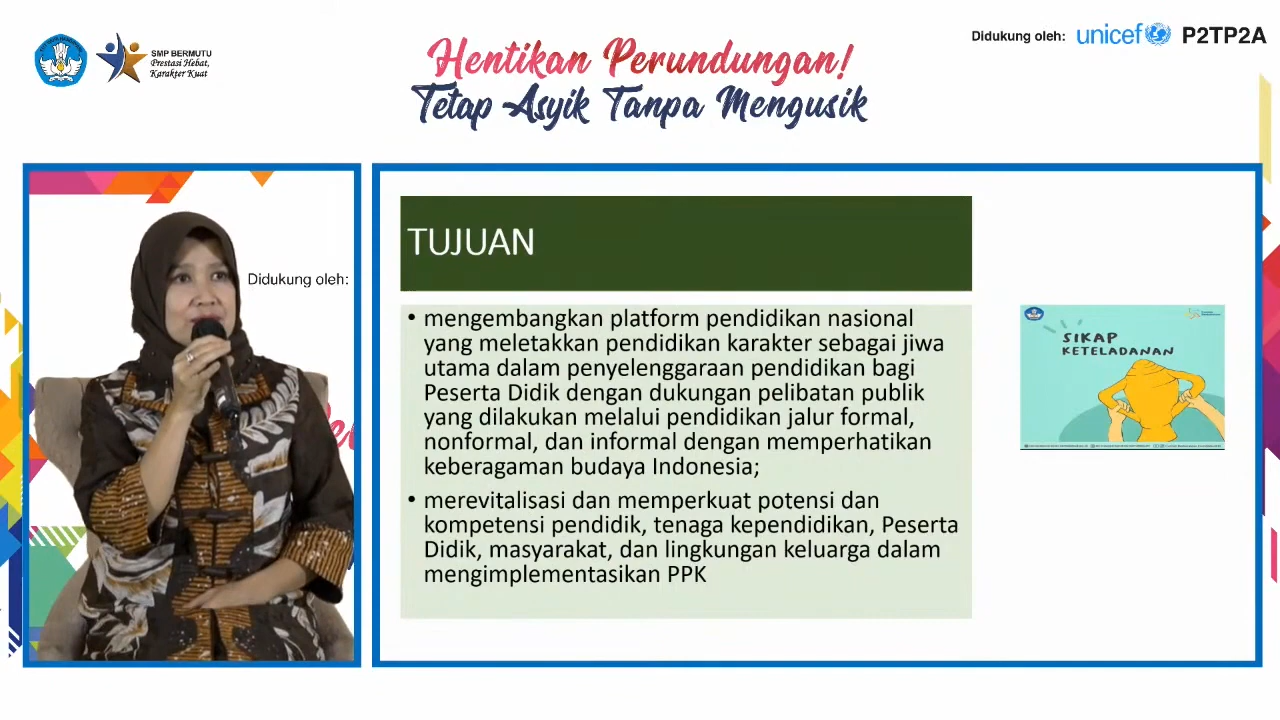 SMP BERMUTU
Prestasi Hebat,
Karakter Kuat
Hentikan Perundungan!
Tetap Asyik Tanpa Mengusik
Didukung oleh: unicef P2TP2A
Didukung oleh:
TUJUAN
• mengembangkan platform pendidikan nasional
yang meletakkan pendidikan karakter sebagai jiwa
utama dalam penyelenggaraan pendidikan bagi
Peserta Didik dengan dukungan pelibatan publik
yang dilakukan melalui pendidikan jalur formal,
nonformal, dan informal dengan memperhatikan
keberagaman budaya Indonesia;
• merevitalisasi dan memperkuat potensi dan
kompetensi pendidik, tenaga kependidikan, Peserta
Didik, masyarakat, dan lingkungan keluarga dalam
mengimplementasikan PPK
SIKAP
KETELADANAN